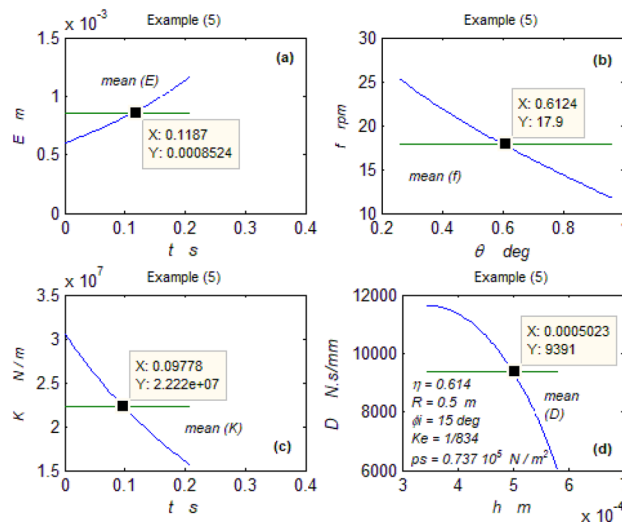 Example (5)
x 10⁻³
1.5
1
0.5
0
E m
mean (E)
(a)
X: 0.1187
Y: 0.0008524
0 0.1 0.2 0.3 0.4
t s
Example (5)
30
25
20
15
10
f rpm
(b)
X: 0.6124
Y: 17.9
mean (f)
0.2 0.4 0.6 0.8 1
θ deg
Example (5)
x 10⁷
3.5
3
2.5
2
1.5
K N/m
X: 0.09778
Y: 2.222e+07
mean (K)
(c)
0 0.1 0.2 0.3 0.4
t s
Example (5)
12000
10000
8000
6000
D N.s/mm
X: 0.0005023
Y: 9391
η = 0.614
R = 0.5 m
ϕi = 15 deg
Ke = 1/834
ps = 0.737 10⁵ N / m²
mean
(D)
(d)
3 4 5 6
h m
x 10⁻⁴